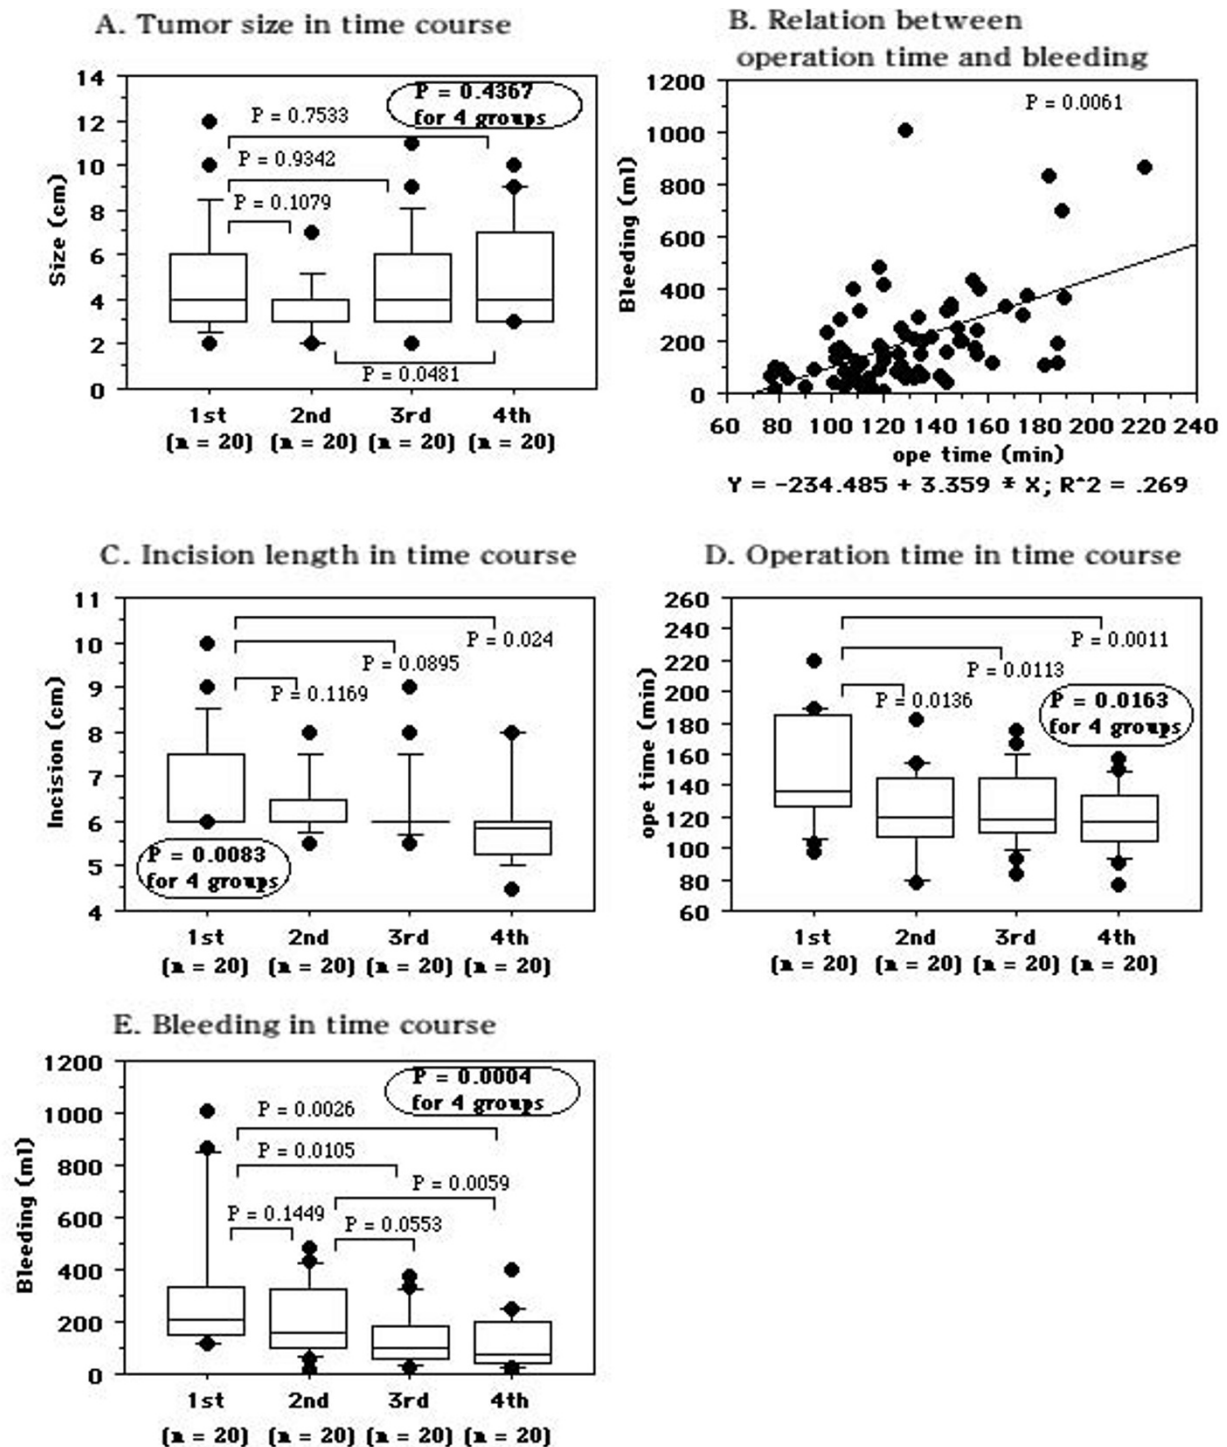 A. Tumor size in time course
14
12
10
8
6
4
2
0
Size (cm)
P = 0.4367
for 4 groups
P = 0.7533
P = 0.9342
P = 0.1079
P = 0.0481
1st 2nd 3rd 4th
(n = 20) (n = 20) (n = 20) (n = 20)
B. Relation between
operation time and bleeding
1200
1000
800
600
400
200
0
Bleeding (ml)
P = 0.0061
60 80 100 120 140 160 180 200 220 240
ope time (min)
Y = -234.485 + 3.359 * X; R^2 = .269
C. Incision length in time course
11
10
9
8
7
6
5
4
Incision (cm)
P = 0.024
P = 0.0895
P = 0.1169
P = 0.0083
for 4 groups
1st 2nd 3rd 4th
(n = 20) (n = 20) (n = 20) (n = 20)
D. Operation time in time course
260
240
220
200
180
160
140
120
100
80
60
ope time (min)
P = 0.0011
P = 0.0113
P = 0.0136
P = 0.0163
for 4 groups
1st 2nd 3rd 4th
(n = 20) (n = 20) (n = 20) (n = 20)
E. Bleeding in time course
1200
1000
800
600
400
200
0
Bleeding (ml)
P = 0.0004
for 4 groups
P = 0.0026
P = 0.0105
P = 0.0059
P = 0.1449
P = 0.0553
1st 2nd 3rd 4th
(n = 20) (n = 20) (n = 20) (n = 20)